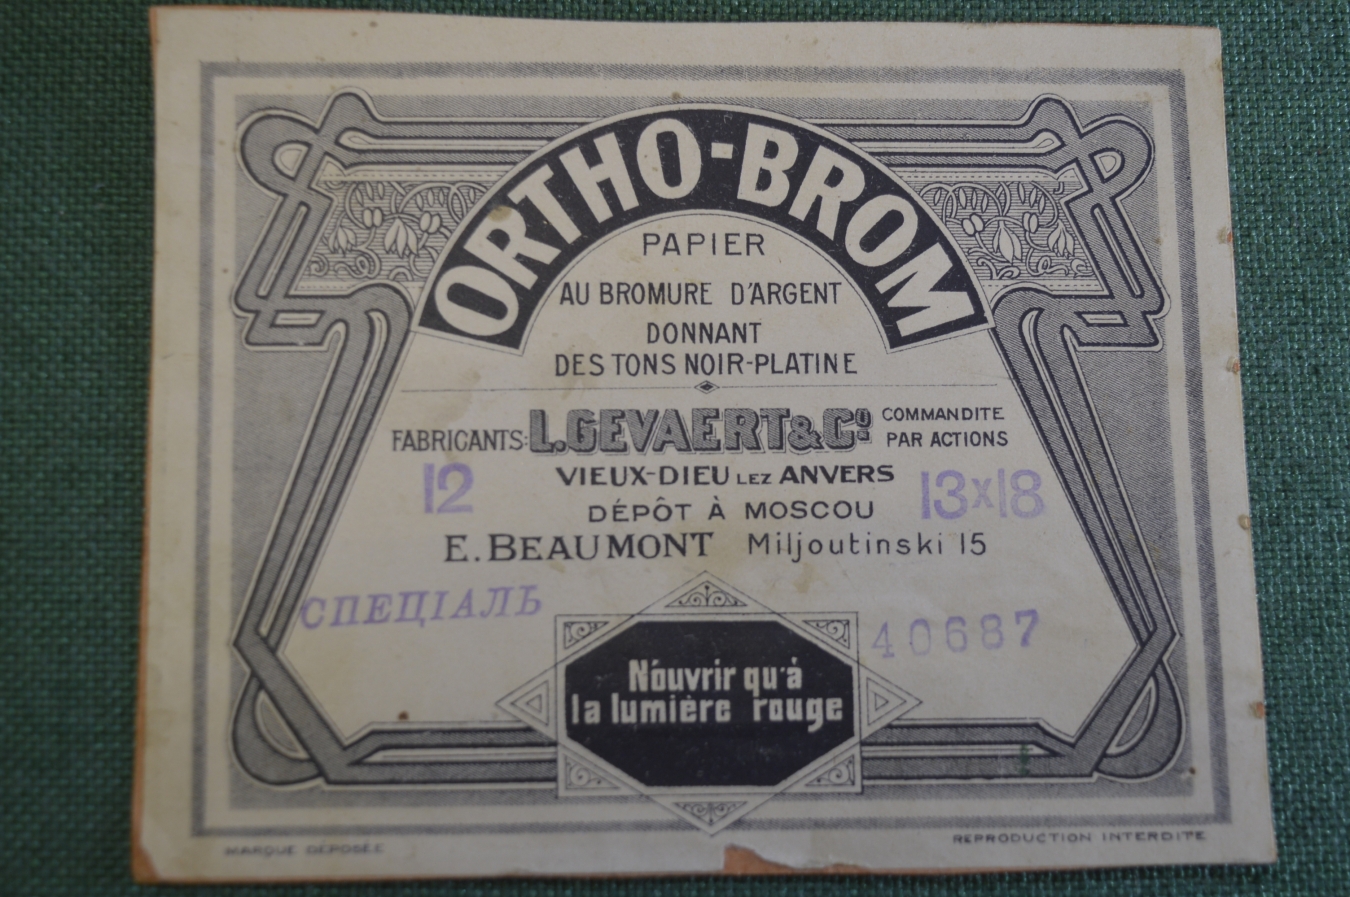 ORTHO-BROM
PAPIER
AU BROMURE D'ARGENT
DONNANT
DES TONS NOIR-PLATINE
FABRICANTS: L. GEVAERT & Cº COMMANDITE
PAR ACTIONS
VIEUX-DIEU LEZ ANVERS
12
13x18
DÉPÔT À MOSCOU
E. BEAUMONT Miljoutinski 15
СПЕЦІАЛЬ
40687
N'ouvrir qu'à
la lumière rouge
MARQUE DÉPOSÉE
REPRODUCTION INTERDITE